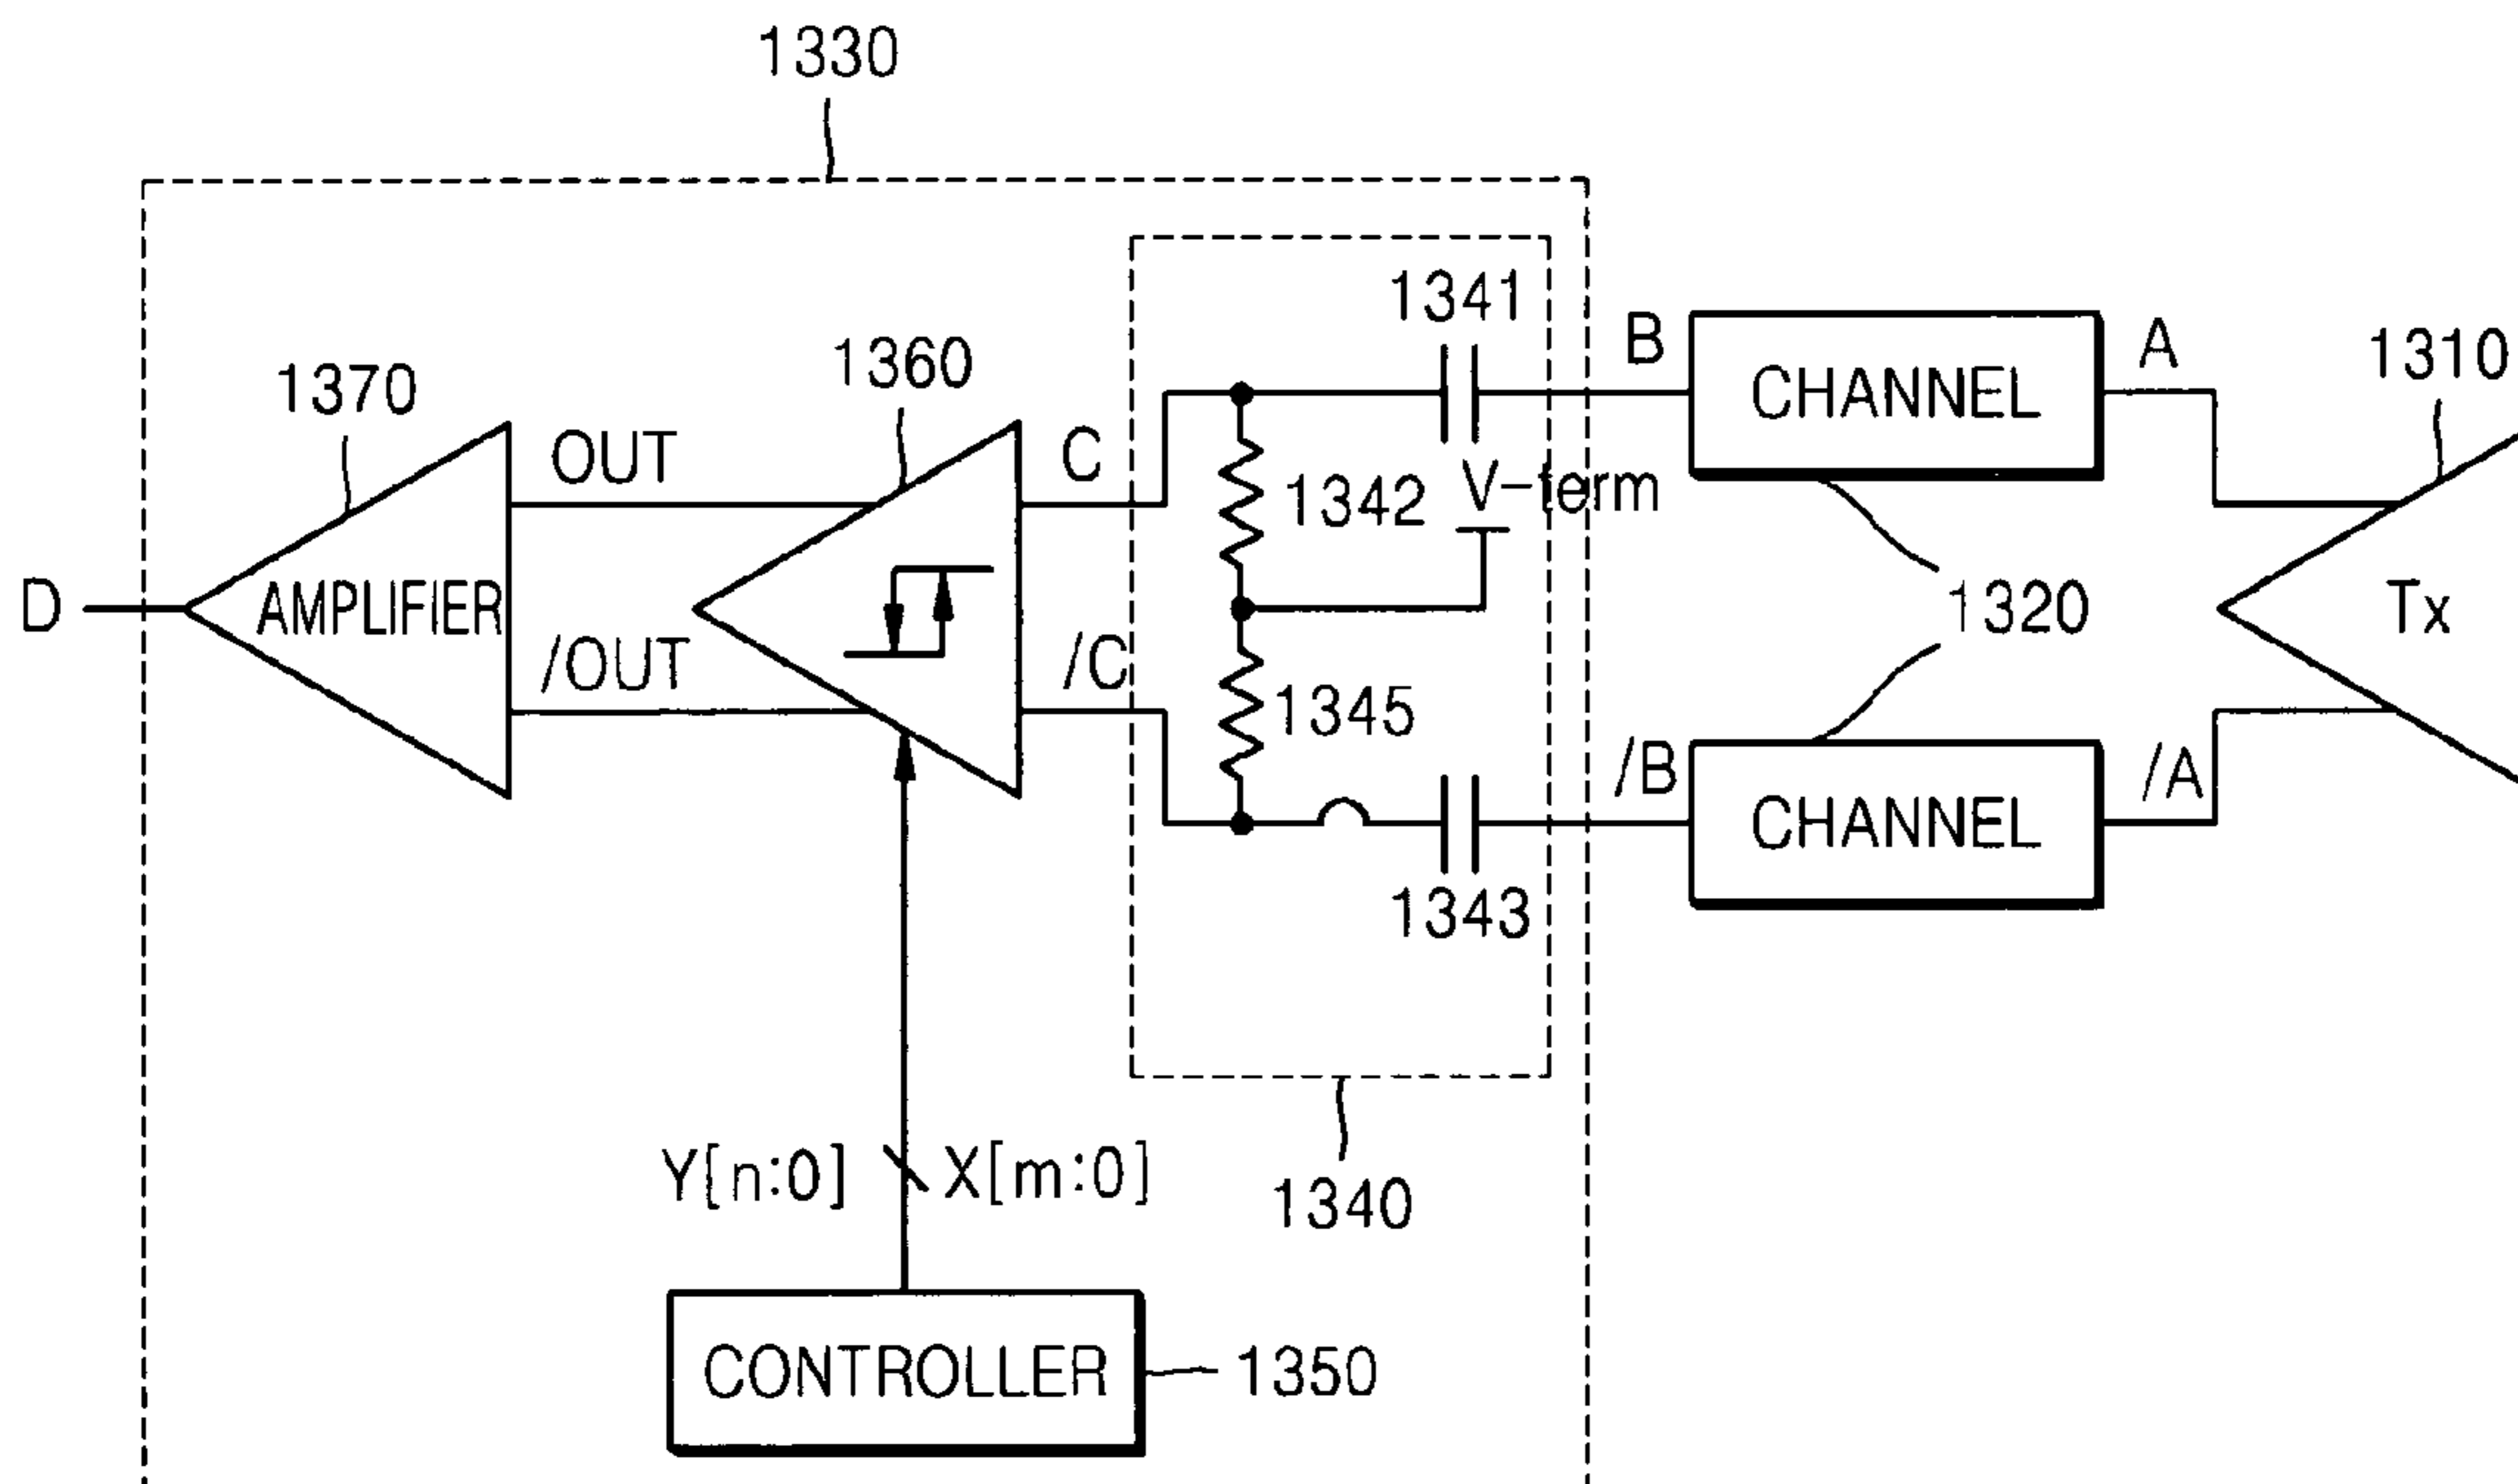 1330
1341
B
CHANNEL
A
1310
1360
1370
OUT
C
1342
V-term
D
AMPLIFIER
1320
Tx
/OUT
/C
1345
/B
CHANNEL
/A
1343
Y[n:0]
X[m:0]
1340
CONTROLLER
1350